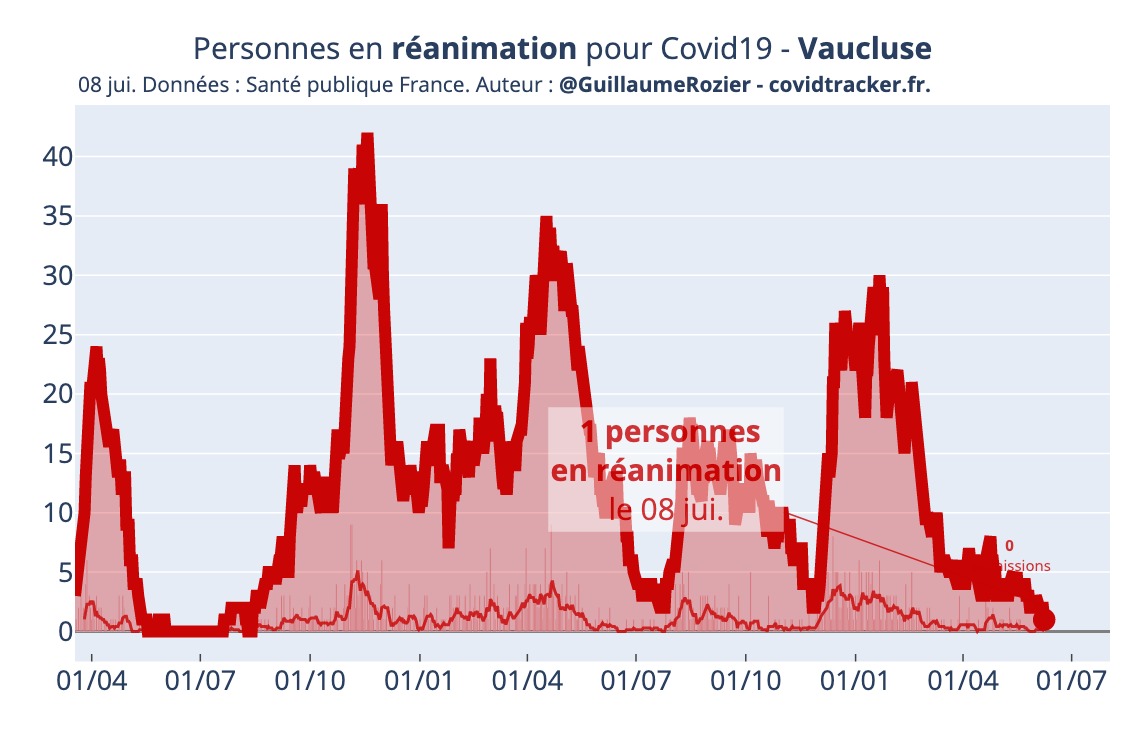 Personnes en réanimation pour Covid19 - Vaucluse
08 jui. Données : Santé publique France. Auteur : @GuillaumeRozier - covidtracker.fr.
40
35
30
25
20
15
10
5
0
1 personnes
en réanimation
le 08 jui.
0
01/04 01/07 01/10 01/01 01/04 01/07 01/10 01/01 01/04 01/07